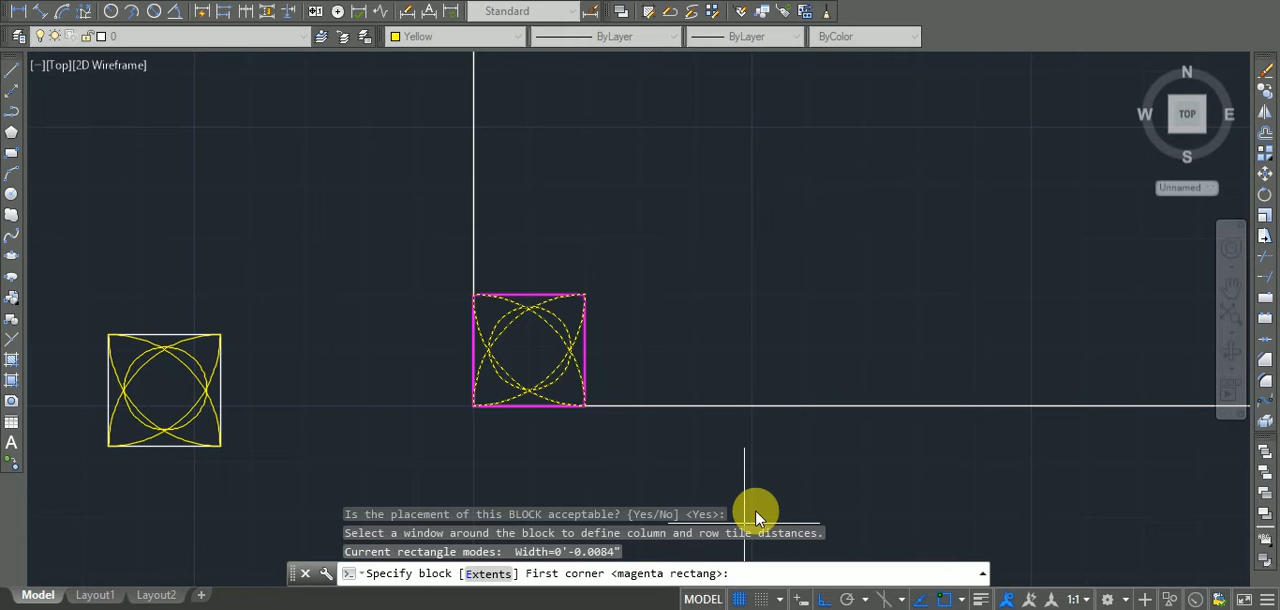 Standard
0
Yellow
ByLayer
ByLayer
ByColor
[−][Top][2D Wireframe]
N
W
TOP
E
S
Unnamed
A
Is the placement of this BLOCK acceptable? {Yes/No] <Yes>:
Select a window around the block to define column and row tile distances.
Current rectangle modes:  Width=0'-0.0084"
Specify block [Extents] First corner <magenta rectang>:
Model
Layout1
Layout2
+
MODEL
1:1